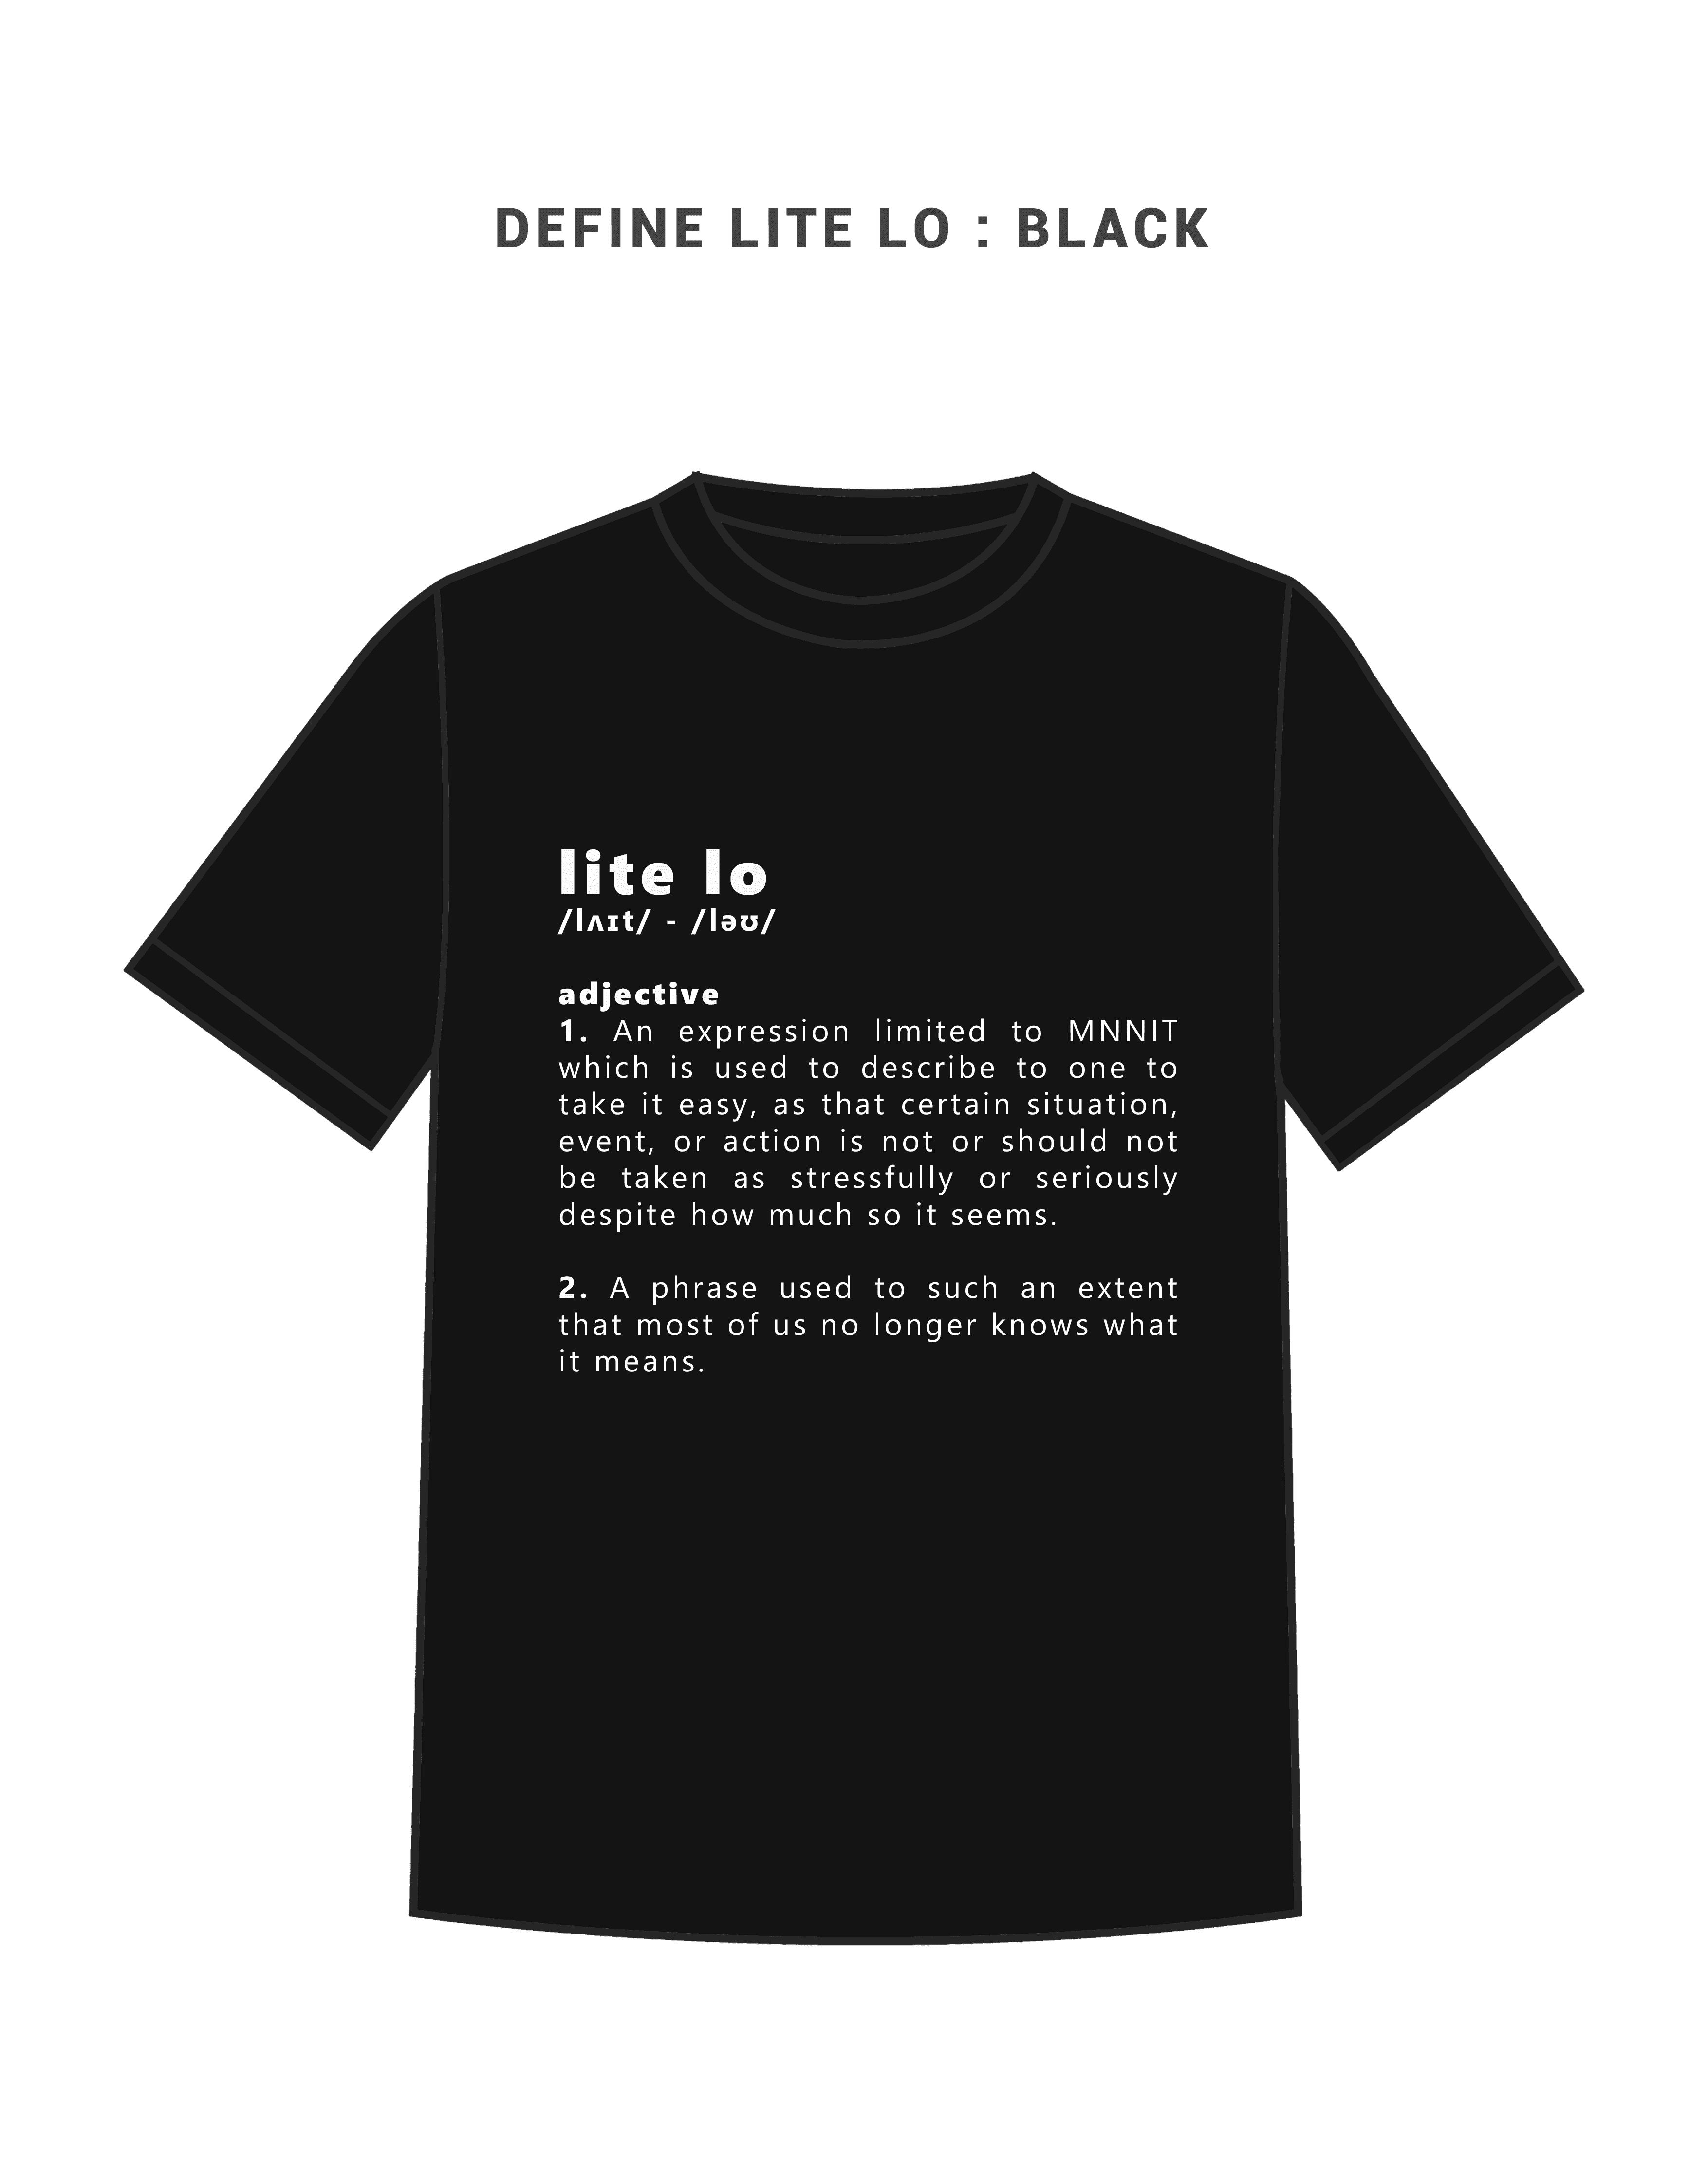 DEFINE LITE LO : BLACK
lite lo
/lʌɪt/ - /ləʊ/
adjective
1. An expression limited to MNNIT
which is used to describe to one to
take it easy, as that certain situation,
event, or action is not or should not
be taken as stressfully or seriously
despite how much so it seems.
2. A phrase used to such an extent
that most of us no longer knows what
it means.